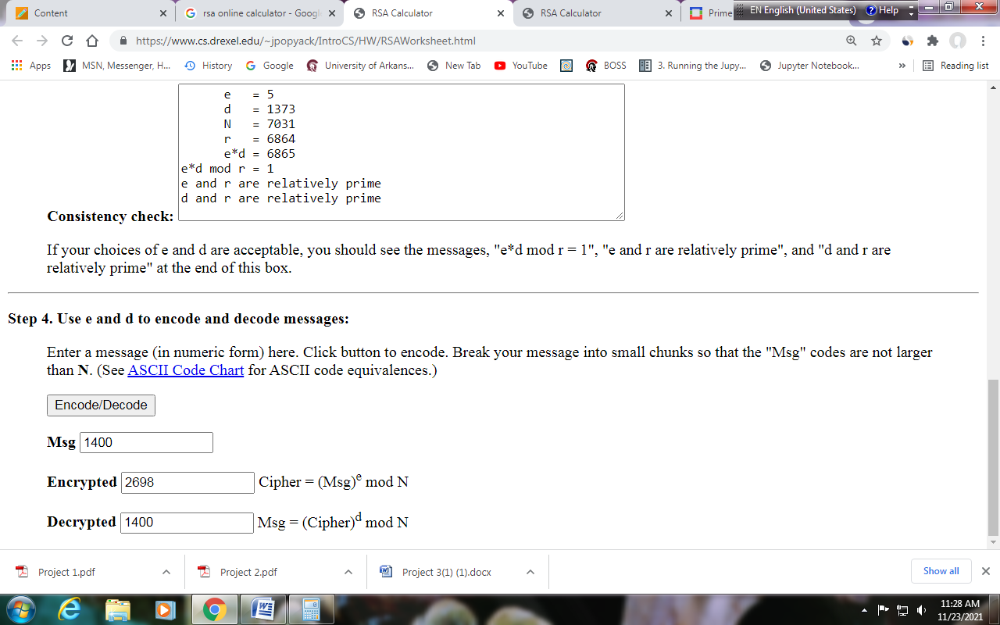 Content
rsa online calculator - Googl
RSA Calculator
RSA Calculator
Prime
EN English (United States)
Help
https://www.cs.drexel.edu/~jpopyack/IntroCS/HW/RSAWorksheet.html
Apps
MSN, Messenger, H...
History
Google
University of Arkans...
New Tab
YouTube
BOSS
3. Running the Jupy...
Jupyter Notebook...
»
Reading list
e = 5
d = 1373
N = 7031
r = 6864
e*d = 6865
e*d mod r = 1
e and r are relatively prime
d and r are relatively prime
Consistency check:
If your choices of e and d are acceptable, you should see the messages, "e*d mod r = 1", "e and r are relatively prime", and "d and r are
relatively prime" at the end of this box.
Step 4. Use e and d to encode and decode messages:
Enter a message (in numeric form) here. Click button to encode. Break your message into small chunks so that the "Msg" codes are not larger
than N. (See ASCII Code Chart for ASCII code equivalences.)
Encode/Decode
Msg 1400
Encrypted 2698 Cipher = (Msg)e mod N
Decrypted 1400 Msg = (Cipher)d mod N
Project 1.pdf
Project 2.pdf
Project 3(1) (1).docx
Show all
11:28 AM
11/23/2021